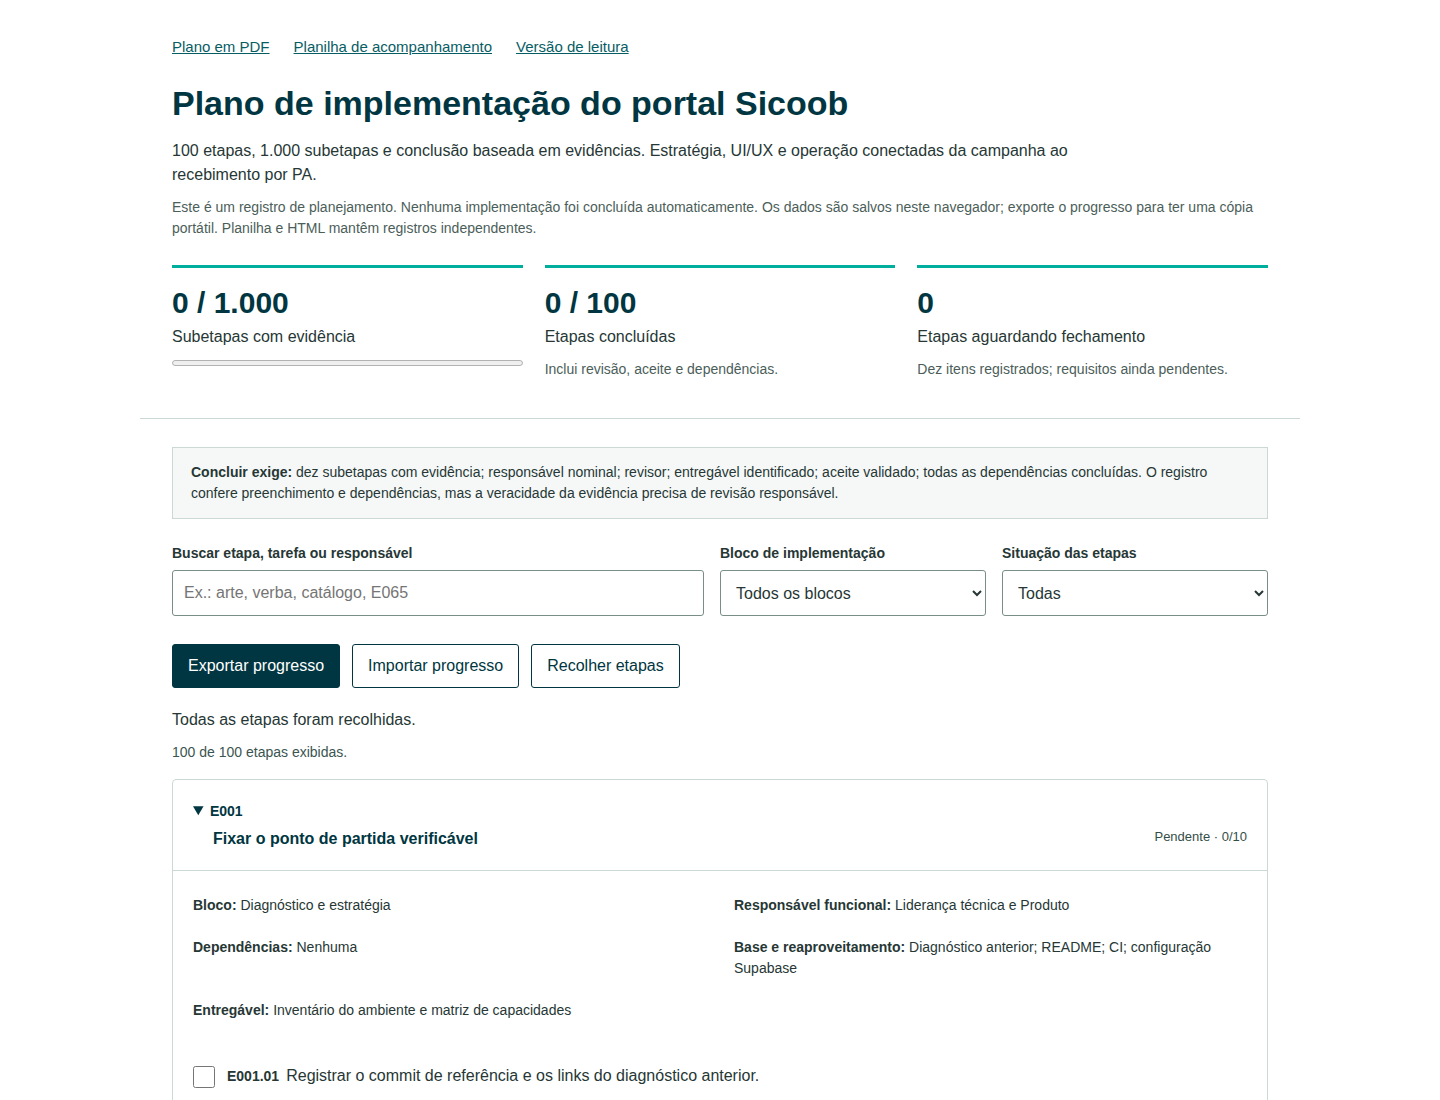 Plano em PDF Planilha de acompanhamento Versão de leitura
Plano de implementação do portal Sicoob
100 etapas, 1.000 subetapas e conclusão baseada em evidências. Estratégia, UI/UX e operação conectadas da campanha ao
recebimento por PA.
Este é um registro de planejamento. Nenhuma implementação foi concluída automaticamente. Os dados são salvos neste navegador; exporte o progresso para ter uma cópia
portátil. Planilha e HTML mantêm registros independentes.
0 / 1.000
Subetapas com evidência
0 / 100
Etapas concluídas
Inclui revisão, aceite e dependências.
0
Etapas aguardando fechamento
Dez itens registrados; requisitos ainda pendentes.
Concluir exige: dez subetapas com evidência; responsável nominal; revisor; entregável identificado; aceite validado; todas as dependências concluídas. O registro
confere preenchimento e dependências, mas a veracidade da evidência precisa de revisão responsável.
Buscar etapa, tarefa ou responsável
Ex.: arte, verba, catálogo, E065
Bloco de implementação
Todos os blocos
Situação das etapas
Todas
Exportar progresso Importar progresso Recolher etapas
Todas as etapas foram recolhidas.
100 de 100 etapas exibidas.
E001
Fixar o ponto de partida verificável
Pendente · 0/10
Bloco: Diagnóstico e estratégia
Responsável funcional: Liderança técnica e Produto
Dependências: Nenhuma
Base e reaproveitamento: Diagnóstico anterior; README; CI; configuração
Supabase
Entregável: Inventário do ambiente e matriz de capacidades
E001.01 Registrar o commit de referência e os links do diagnóstico anterior.